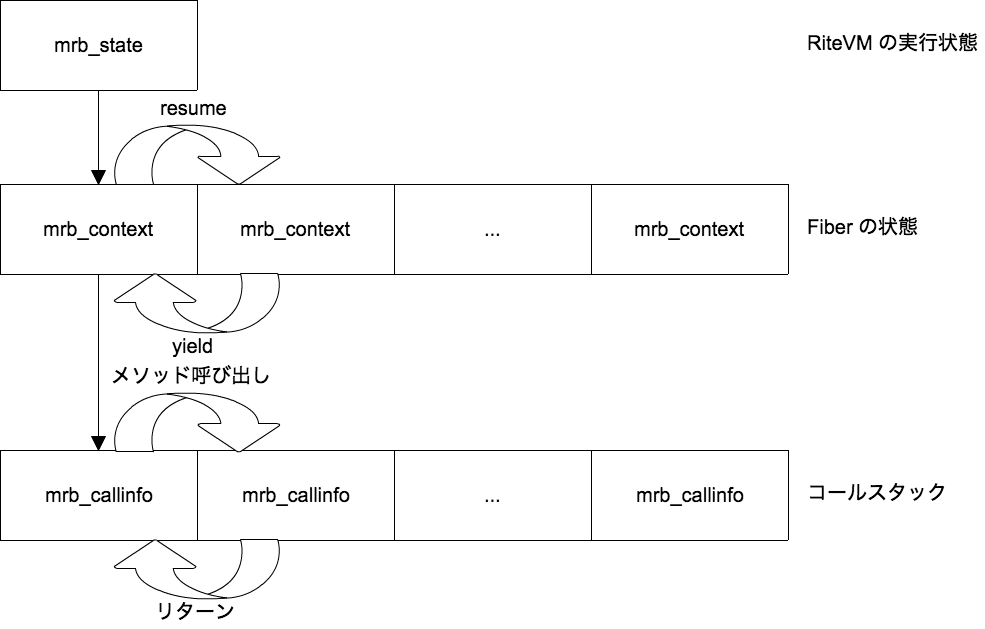 mrb_state
RiteVM の実行状態
resume
mrb_context
mrb_context
...
mrb_context
Fiber の状態
yield
メソッド呼び出し
mrb_callinfo
mrb_callinfo
...
mrb_callinfo
コールスタック
リターン